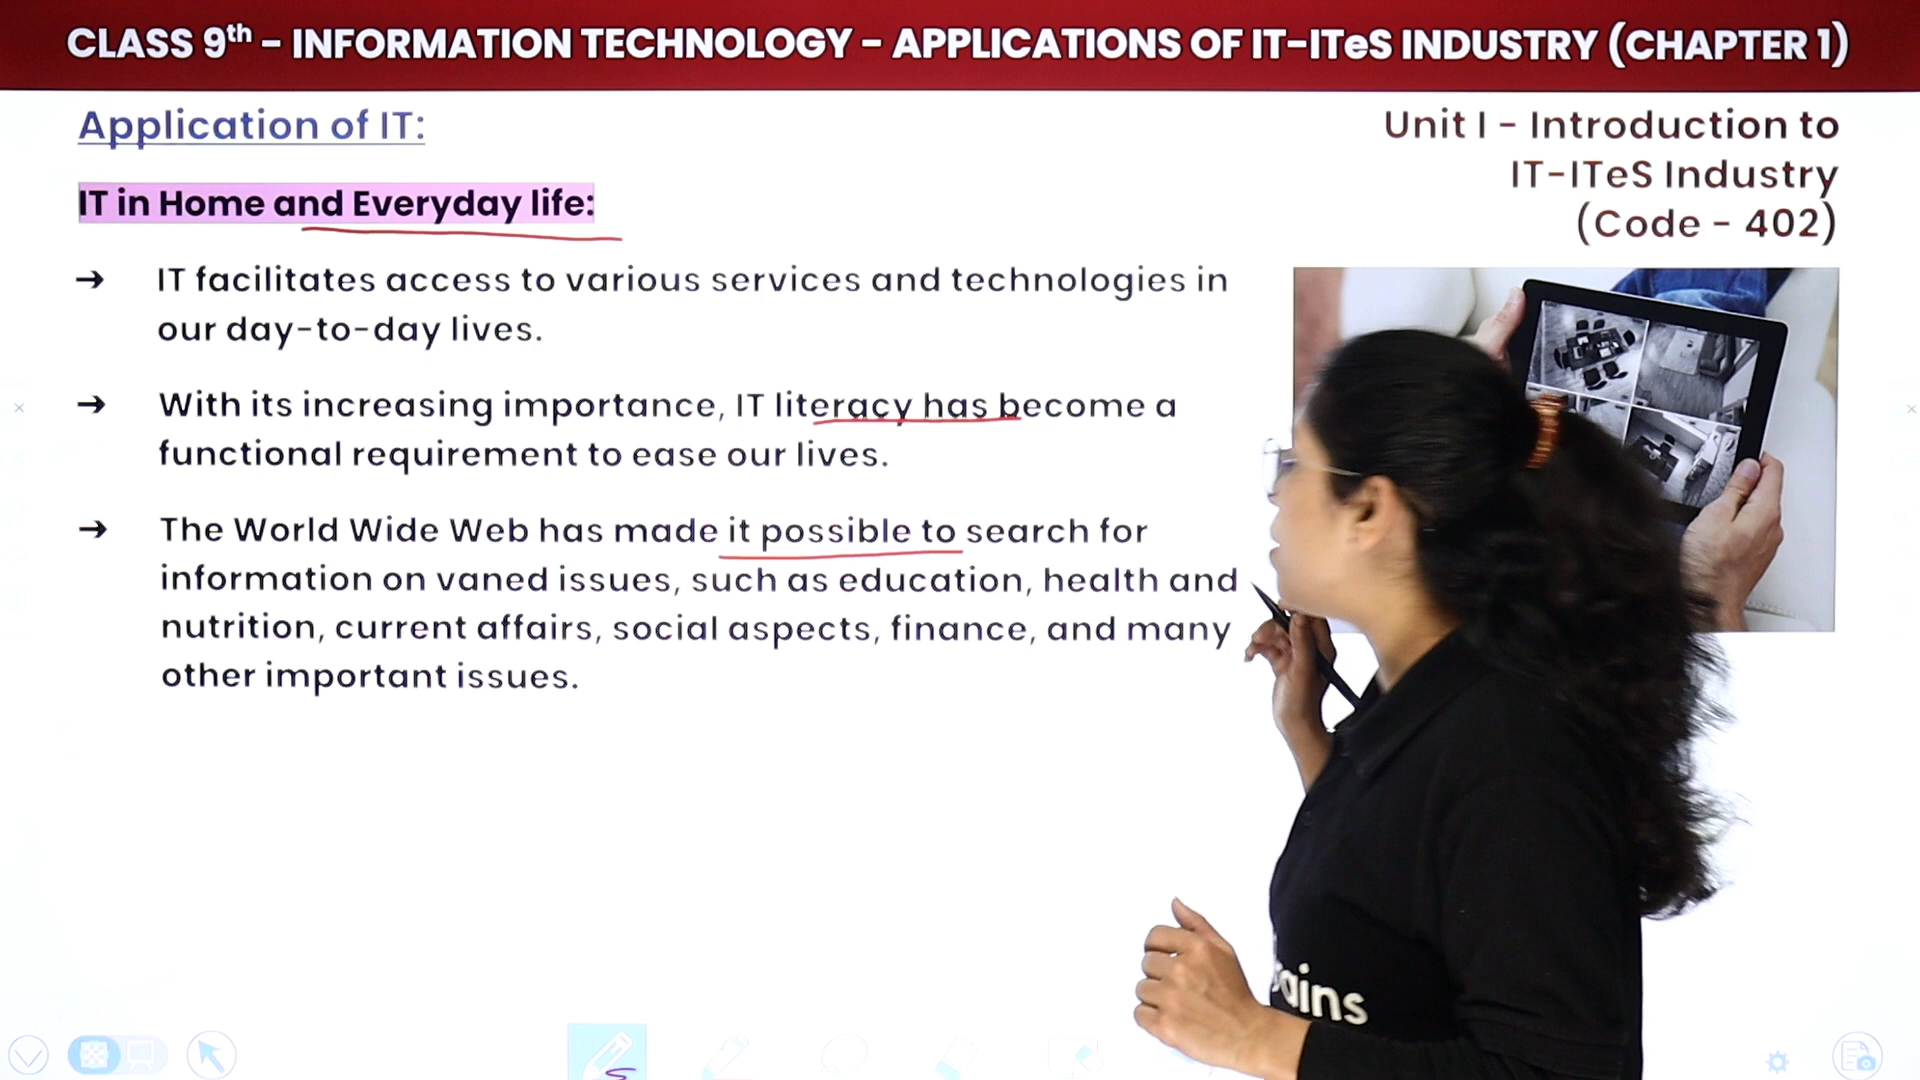 CLASS 9th – INFORMATION TECHNOLOGY – APPLICATIONS OF IT-ITeS INDUSTRY (CHAPTER 1)
Application of IT:
Unit I - Introduction to
IT-ITeS Industry
(Code - 402)
IT in Home and Everyday life:
→ IT facilitates access to various services and technologies in
our day-to-day lives.
→ With its increasing importance, IT literacy has become a
functional requirement to ease our lives.
→ The World Wide Web has made it possible to search for
information on vaned issues, such as education, health and
nutrition, current affairs, social aspects, finance, and many
other important issues.
ains